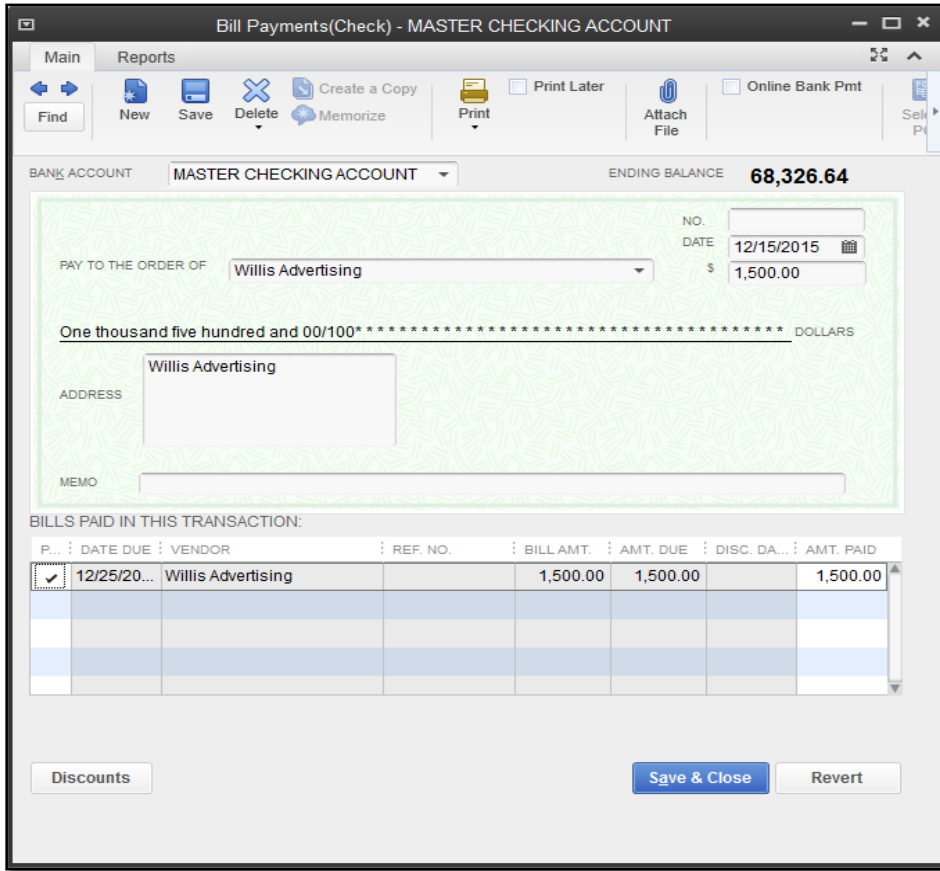 Bill Payments(Check) - MASTER CHECKING ACCOUNT
Main Reports
Find New Save Delete Create a Copy Memorize Print Print Later Attach File Online Bank Pmt
BANK ACCOUNT MASTER CHECKING ACCOUNT ENDING BALANCE 68,326.64
NO.
DATE 12/15/2015
PAY TO THE ORDER OF Willis Advertising $ 1,500.00
One thousand five hundred and 00/100* * * * * * * * * * * * * * * * * * * * * * * * * * * * * * * * * * * * * * * DOLLARS
Willis Advertising
ADDRESS
MEMO
BILLS PAID IN THIS TRANSACTION:
P... DATE DUE VENDOR REF. NO. BILL AMT. AMT. DUE DISC. DA... AMT. PAID
12/25/20... Willis Advertising 1,500.00 1,500.00 1,500.00
Discounts Save & Close Revert